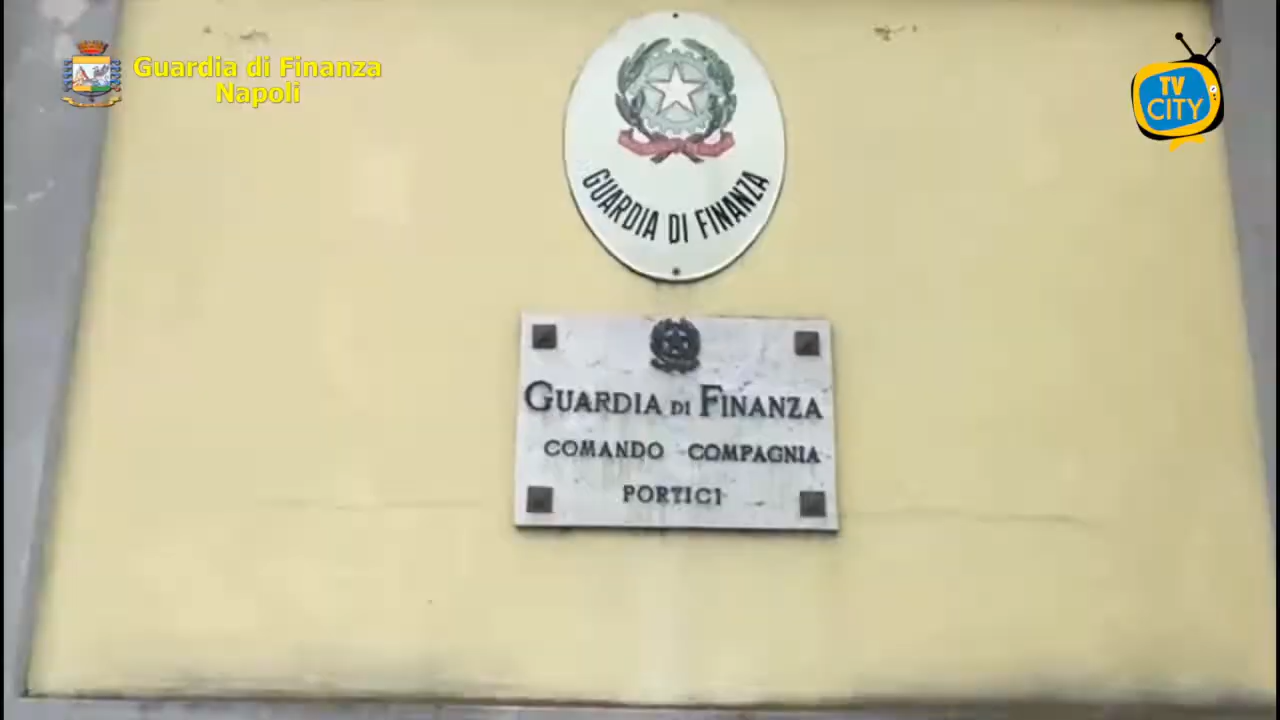 Guardia di Finanza
Napoli
TV
CITY
GUARDIA DI FINANZA
GUARDIA DI FINANZA
COMANDO COMPAGNIA
PORTICI